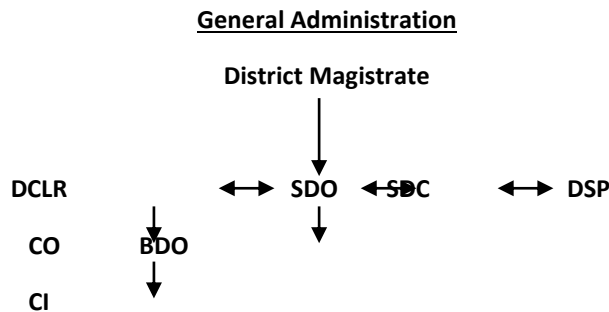 General Administration
District Magistrate
DCLR SDO SDC DSP
CO BDO
CI